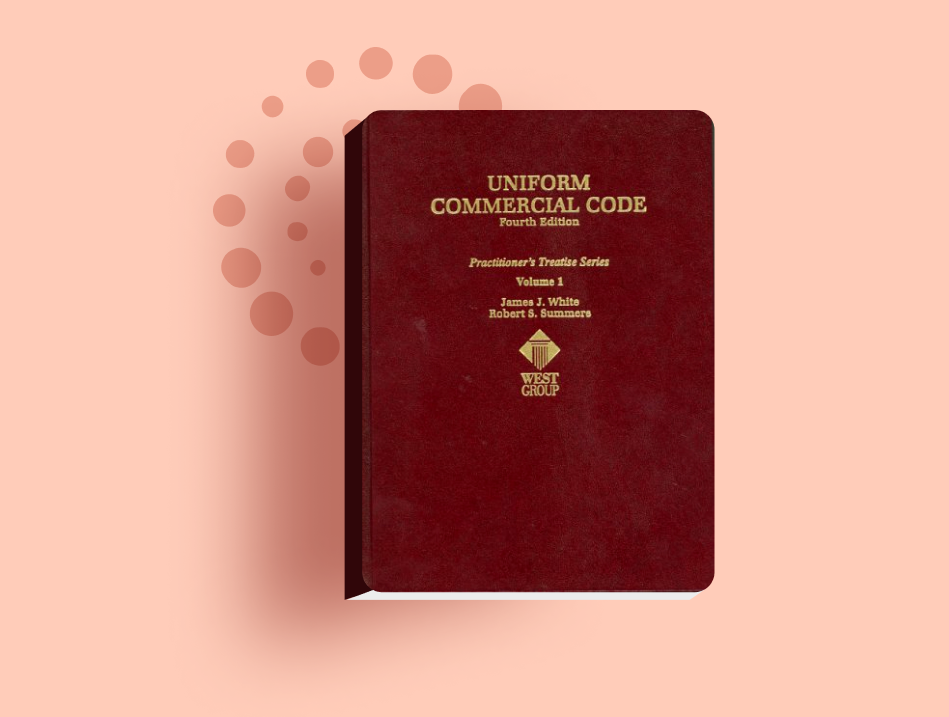 UNIFORM
COMMERCIAL CODE
Fourth Edition
Practitioner's Treatise Series
Volume 1
James J. White
Robert S. Summers
WEST
GROUP